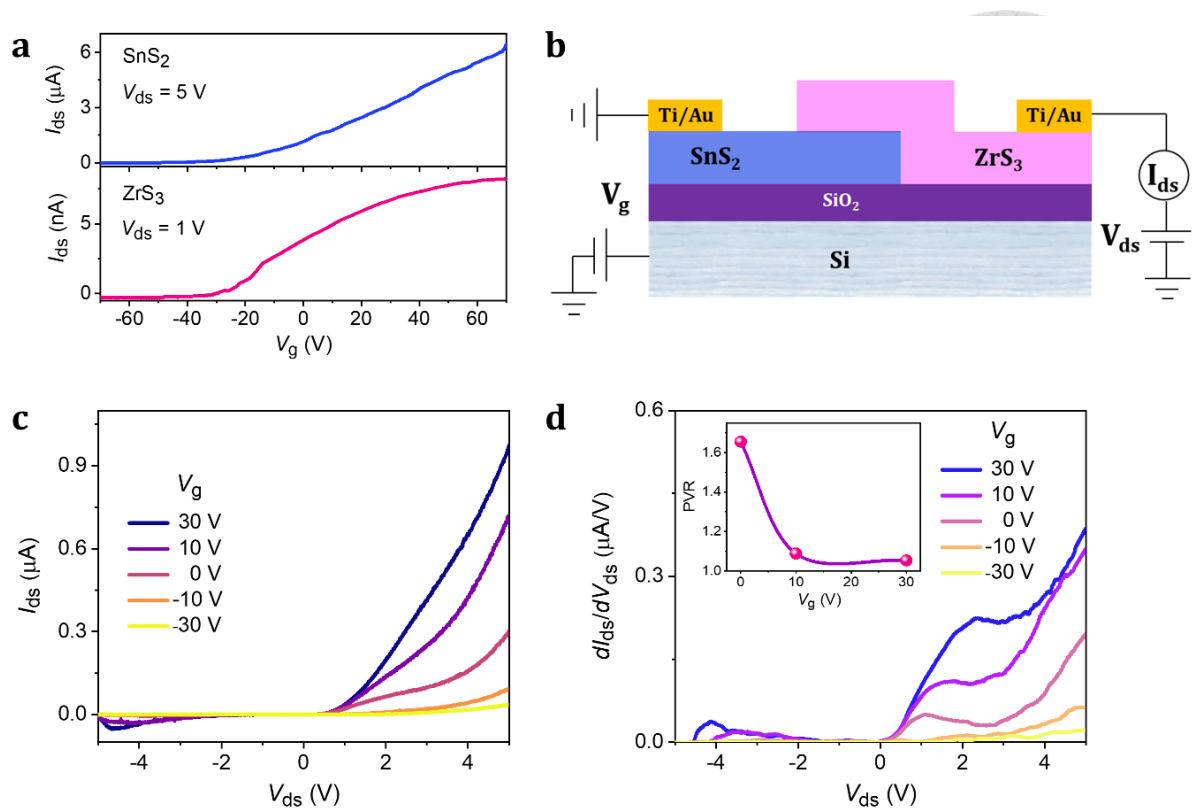 a
SnS2
Vds = 5 V
Ids (μA)
6
3
0
ZrS3
Vds = 1 V
Ids (nA)
5
0
-60 -40 -20 0 20 40 60
Vg (V)
b
Ti/Au
Ti/Au
SnS2
ZrS3
Ids
Vg
SiO2
Vds
Si
c
Ids (μA)
0.9
0.6
0.3
0.0
Vg
30 V
10 V
0 V
-10 V
-30 V
-4 -2 0 2 4
Vds (V)
d
dIds/dVds (μA/V)
0.6
0.3
0.0
PVR
1.6
1.4
1.2
1.0
0 10 20 30
Vg (V)
Vg
30 V
10 V
0 V
-10 V
-30 V
-4 -2 0 2 4
Vds (V)